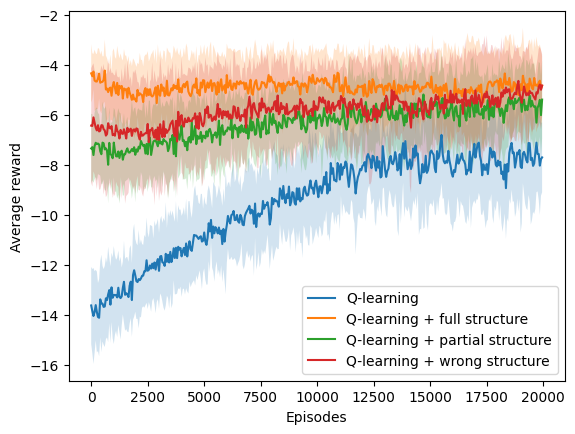 Average reward
−2
−4
−6
−8
−10
−12
−14
−16
Q-learning
Q-learning + full structure
Q-learning + partial structure
Q-learning + wrong structure
0
2500
5000
7500
10000
12500
15000
17500
20000
Episodes